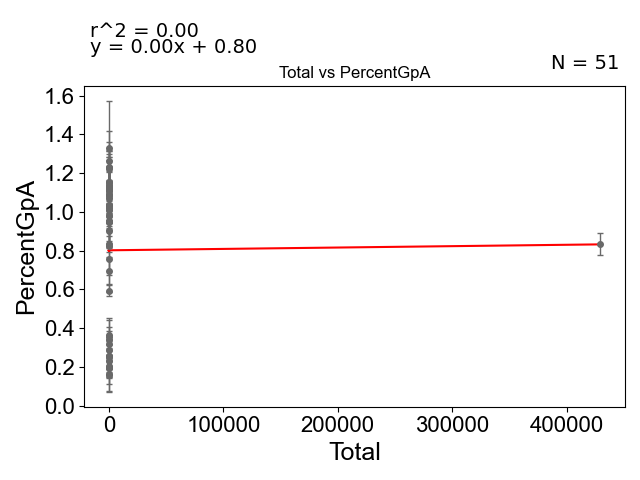 r^2 = 0.00
y = 0.00x + 0.80
N = 51
Total vs PercentGpA
PercentGpA
1.6
1.4
1.2
1.0
0.8
0.6
0.4
0.2
0.0
0 100000 200000 300000 400000
Total